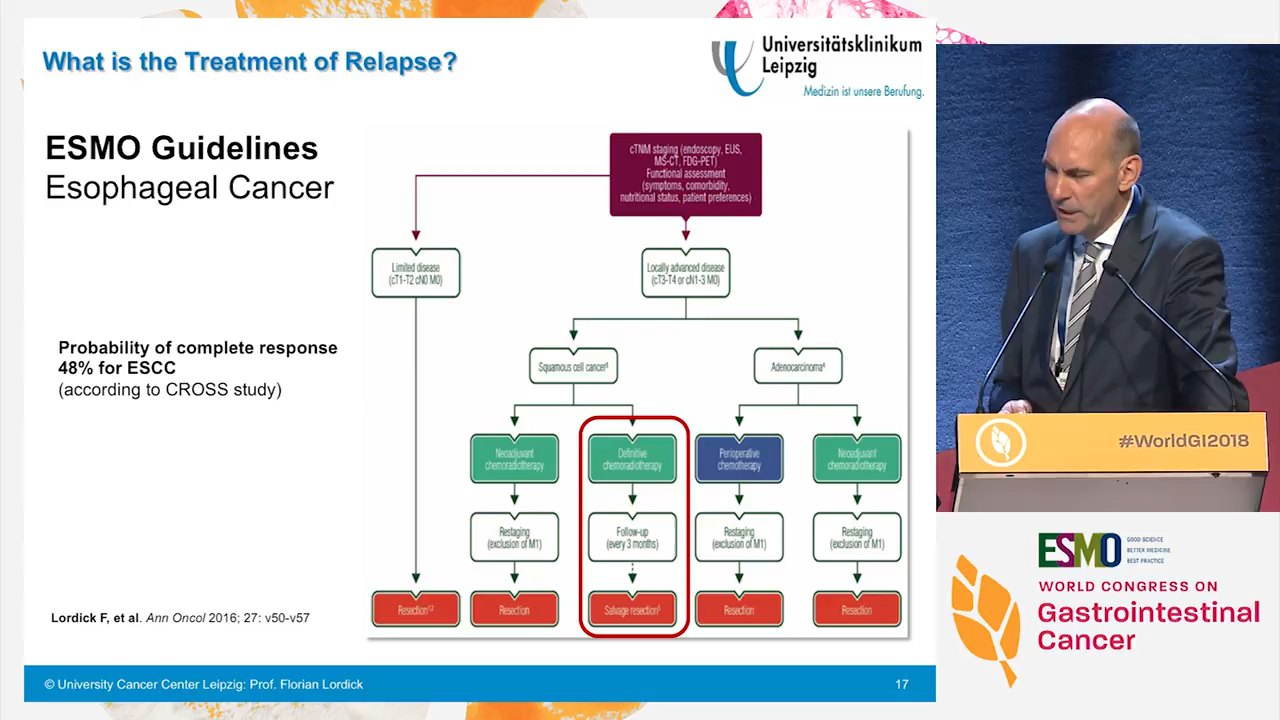 What is the Treatment of Relapse?
Universitätsklinikum
Leipzig
Medizin ist unsere Berufung.
ESMO Guidelines
Esophageal Cancer
cTNM staging (endoscopy, EUS,
MS-CT, FDG-PET)
Functional assessment
(symptoms, comorbidity,
nutritional status, patient preferences)
Limited disease
(cT1-T2 cN0 M0)
Locally advanced disease
(cT3-T4 or cN1-3 M0)
Probability of complete response
48% for ESCC
(according to CROSS study)
Squamous cell cancer
Adenocarcinoma
Neoadjuvant
chemoradiotherapy
Definitive
chemoradiotherapy
Perioperative
chemotherapy
Neoadjuvant
chemoradiotherapy
Restaging
(exclusion of M1)
Follow-up
(every 3 months)
Restaging
(exclusion of M1)
Restaging
(exclusion of M1)
Resection1,2
Resection
Salvage resection
Resection
Resection
Lordick F, et al. Ann Oncol 2016; 27: v50-v57
© University Cancer Center Leipzig: Prof. Florian Lordick
17
#WorldGI2018
ESMO
GOOD SCIENCE
BETTER MEDICINE
BEST PRACTICE
WORLD CONGRESS ON
Gastrointestinal
Cancer